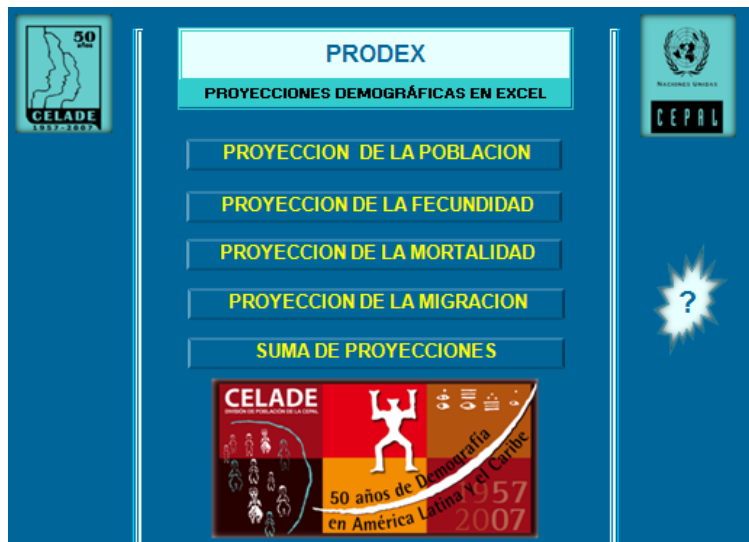 50
años
CELADE
1957-2007
PRODEX
PROYECCIONES DEMOGRÁFICAS EN EXCEL
NACIONES UNIDAS
CEPAL
PROYECCION DE LA POBLACION
PROYECCION DE LA FECUNDIDAD
PROYECCION DE LA MORTALIDAD
PROYECCION DE LA MIGRACION
SUMA DE PROYECCIONES
?
CELADE
DIVISIÓN DE POBLACIÓN DE LA CEPAL
50 años de Demografía
en América Latina y el Caribe
1957
2007